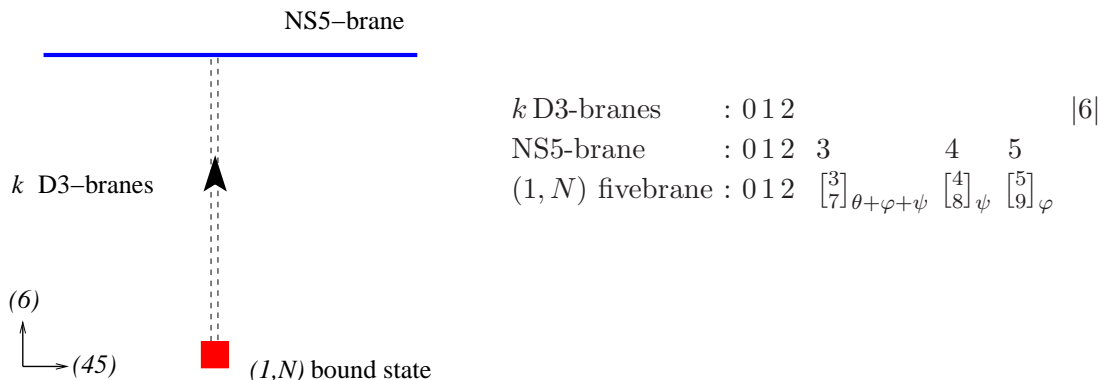 NS5−brane
k D3−branes
(6)
(45)
(1,N) bound state
k D3-branes : 0 1 2 |6|
NS5-brane : 0 1 2 3 4 5
(1, N) fivebrane : 0 1 2 [3 7]θ+φ+ψ [4 8]ψ [5 9]φ